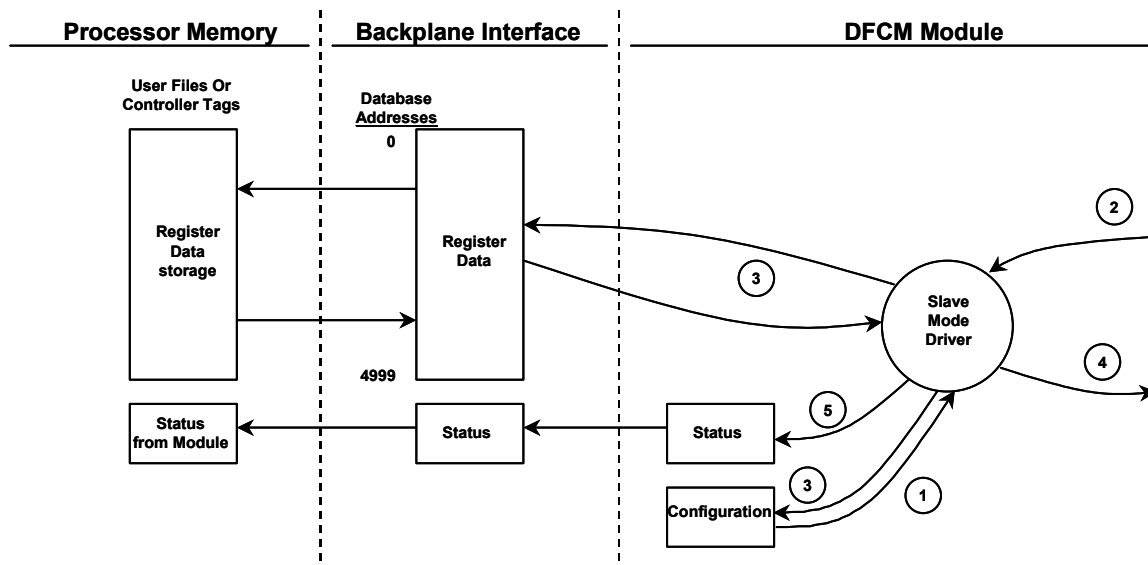 Processor Memory
Backplane Interface
DFCM Module
User Files Or
Controller Tags
Database
Addresses
0
2
Register
Data
storage
Register
Data
3
Slave
Mode
Driver
4999
4
Status
from Module
Status
Status
5
3
1
Configuration